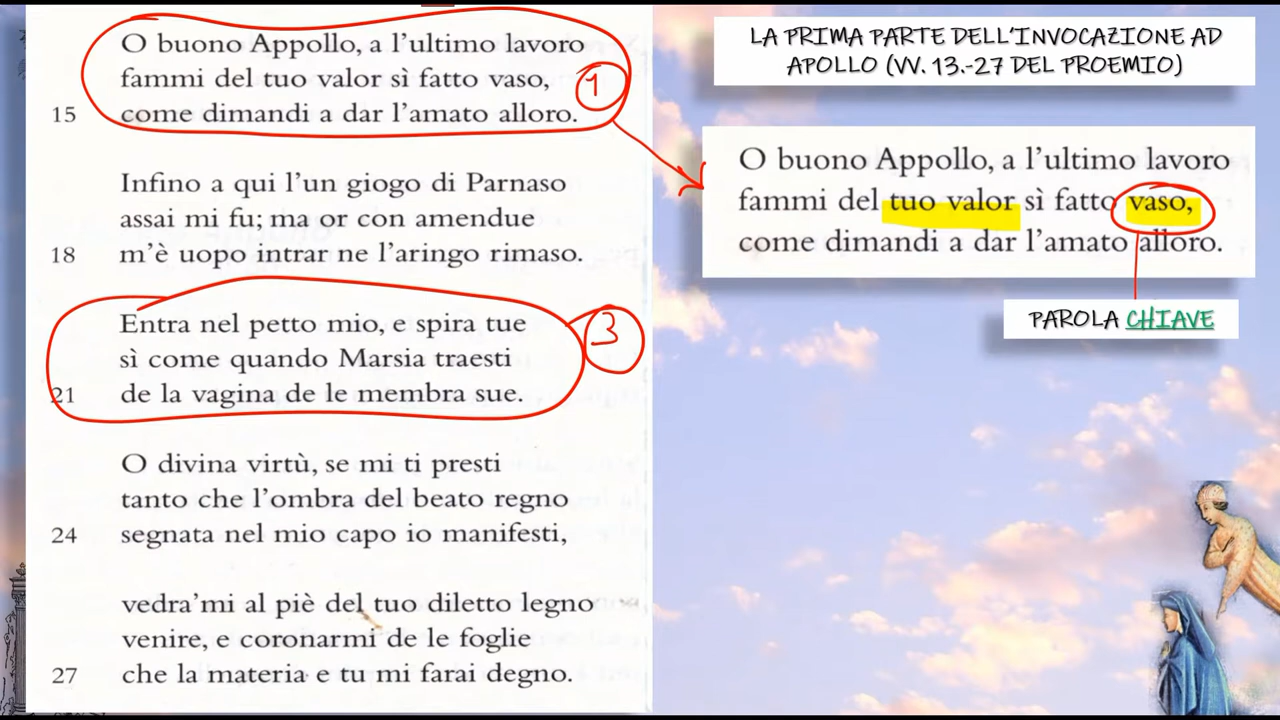 O buono Appollo, a l'ultimo lavoro
fammi del tuo valor sì fatto vaso,
15 come dimandi a dar l'amato alloro.
1
Infino a qui l'un giogo di Parnaso
assai mi fu; ma or con amendue
18 m'è uopo intrar ne l'aringo rimaso.
Entra nel petto mio, e spira tue
sì come quando Marsia traesti
21 de la vagina de le membra sue.
3
O divina virtù, se mi ti presti
tanto che l'ombra del beato regno
24 segnata nel mio capo io manifesti,
vedra'mi al piè del tuo diletto legno
venire, e coronarmi de le foglie
27 che la materia e tu mi farai degno.
LA PRIMA PARTE DELL'INVOCAZIONE AD
APOLLO (VV. 13.-27 DEL PROEMIO)
O buono Appollo, a l'ultimo lavoro
fammi del tuo valor sì fatto vaso,
come dimandi a dar l'amato alloro.
PAROLA CHIAVE